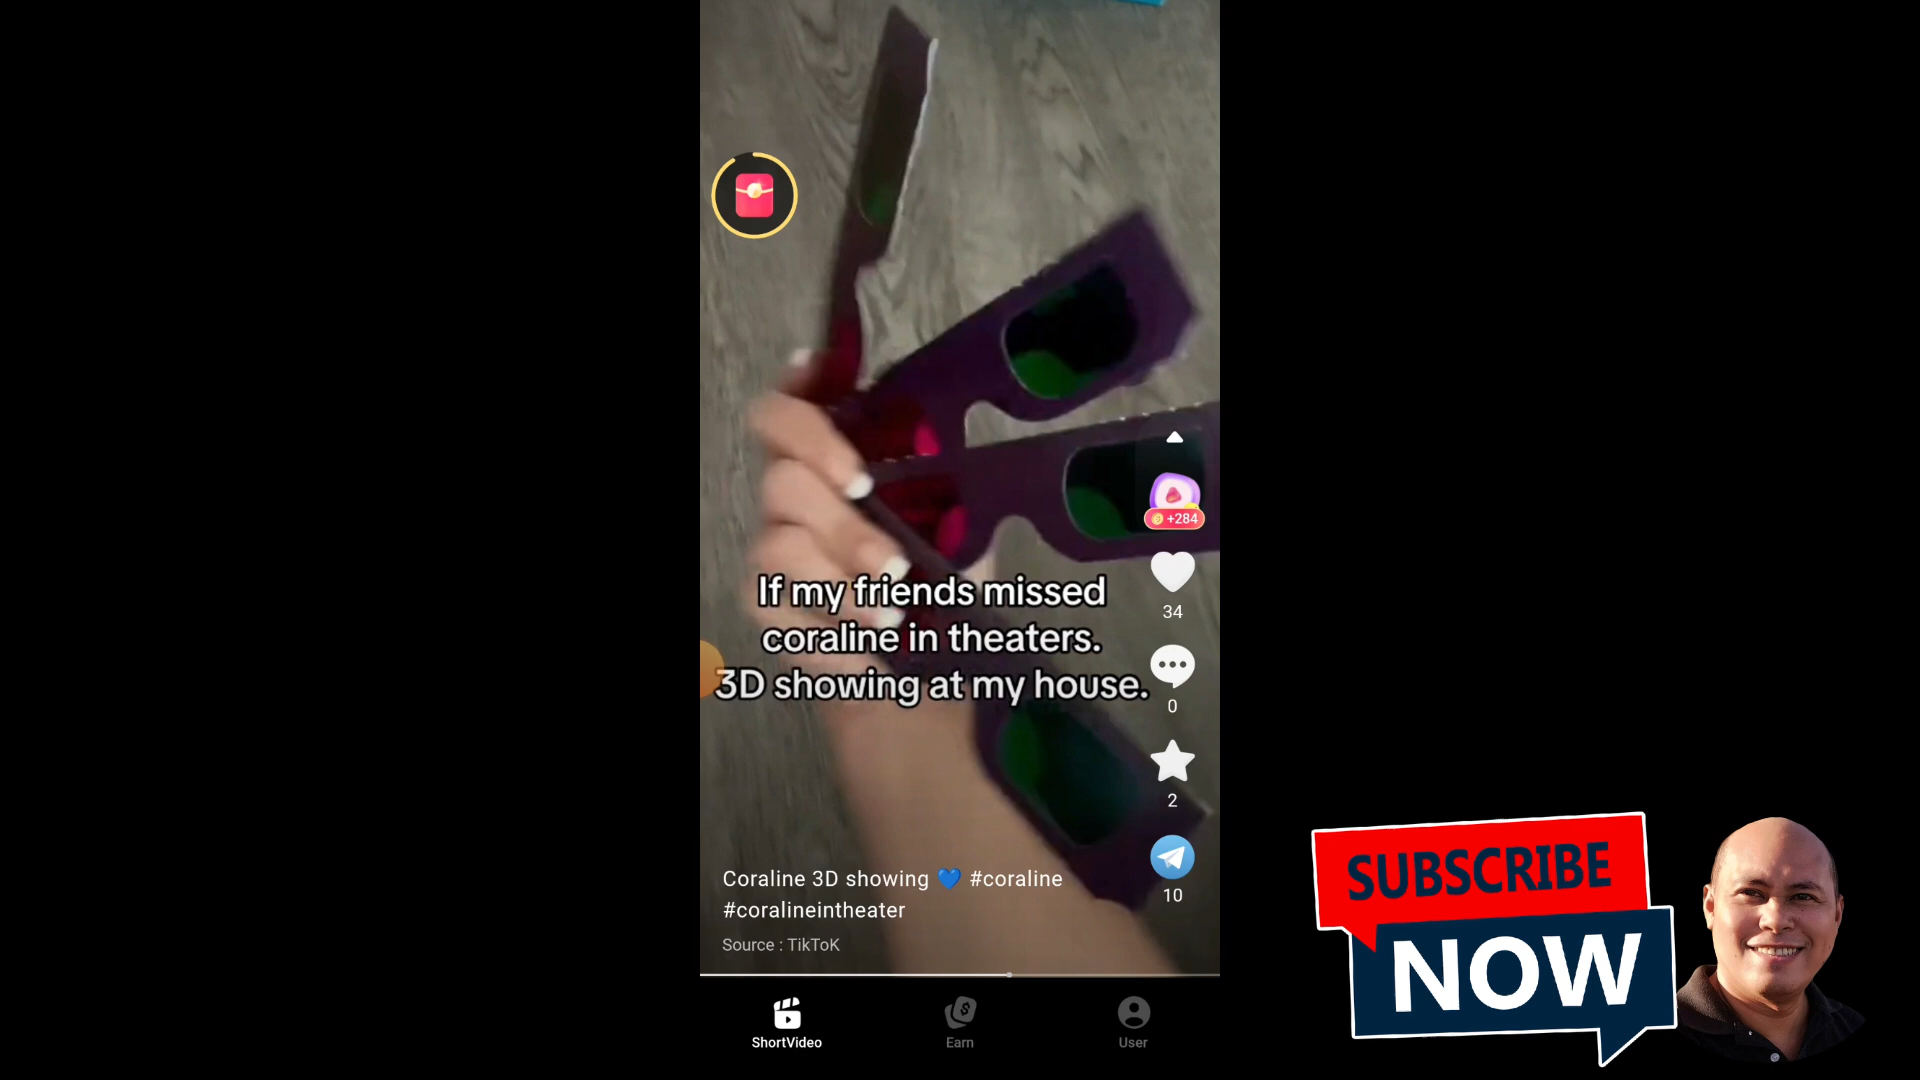 +284
34
If my friends missed
coraline in theaters.
3D showing at my house.
0
2
10
Coraline 3D showing 💙 #coraline
#coralineintheater
Source : TikToK
ShortVideo
Earn
User
SUBSCRIBE
NOW